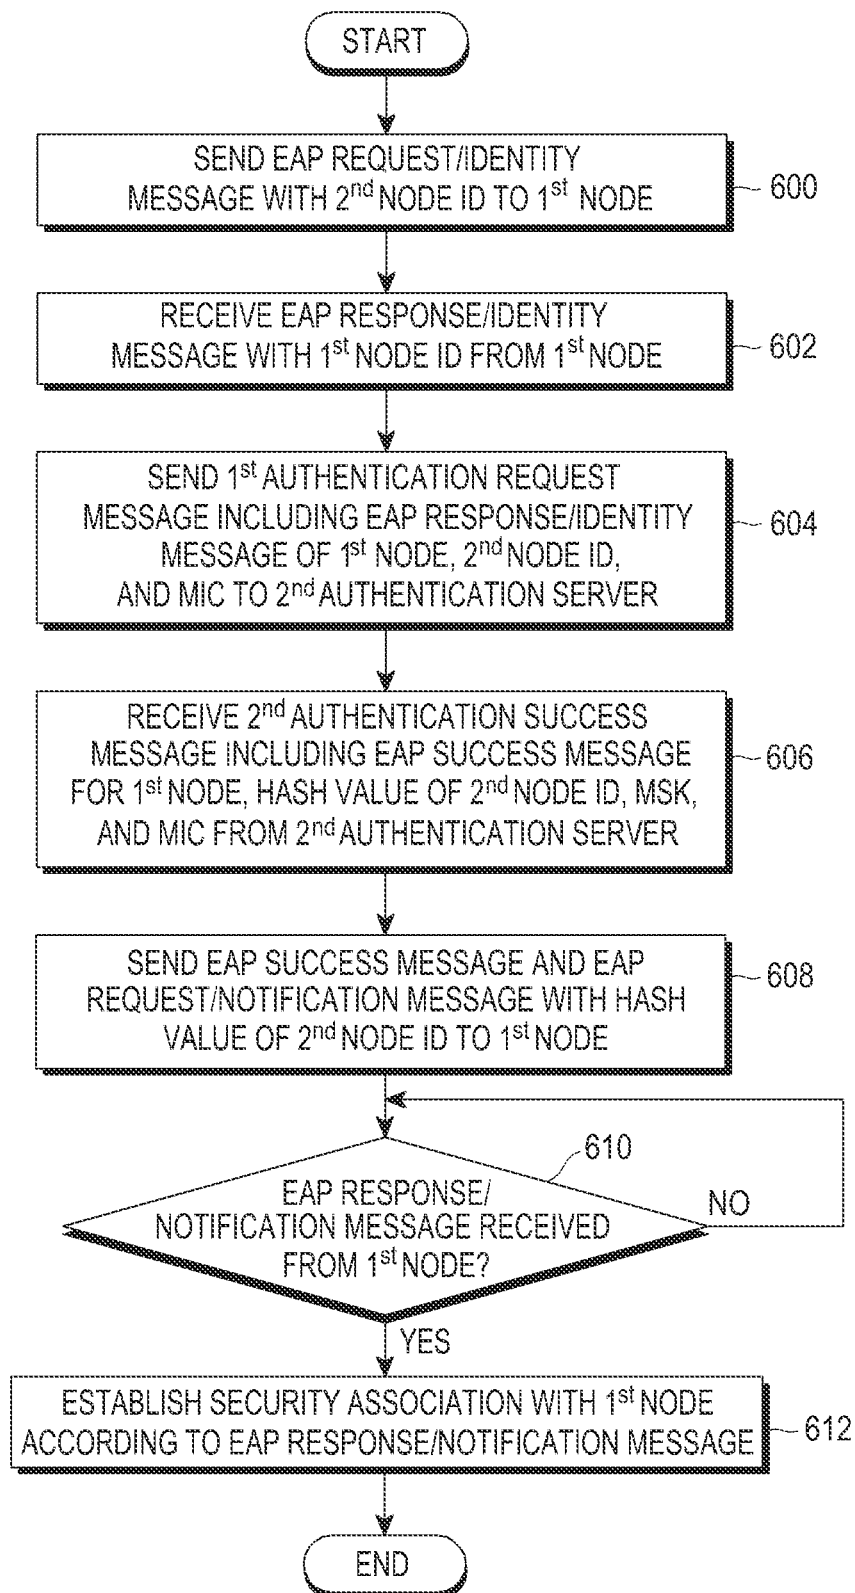 START
SEND EAP REQUEST/IDENTITY
MESSAGE WITH 2nd NODE ID TO 1st NODE
600
RECEIVE EAP RESPONSE/IDENTITY
MESSAGE WITH 1st NODE ID FROM 1st NODE
602
SEND 1st AUTHENTICATION REQUEST
MESSAGE INCLUDING EAP RESPONSE/IDENTITY
MESSAGE OF 1st NODE, 2nd NODE ID,
AND MIC TO 2nd AUTHENTICATION SERVER
604
RECEIVE 2nd AUTHENTICATION SUCCESS
MESSAGE INCLUDING EAP SUCCESS MESSAGE
FOR 1st NODE, HASH VALUE OF 2nd NODE ID, MSK,
AND MIC FROM 2nd AUTHENTICATION SERVER
606
SEND EAP SUCCESS MESSAGE AND EAP
REQUEST/NOTIFICATION MESSAGE WITH HASH
VALUE OF 2nd NODE ID TO 1st NODE
608
610
EAP RESPONSE/
NOTIFICATION MESSAGE RECEIVED
FROM 1st NODE?
NO
YES
ESTABLISH SECURITY ASSOCIATION WITH 1st NODE
ACCORDING TO EAP RESPONSE/NOTIFICATION MESSAGE
612
END